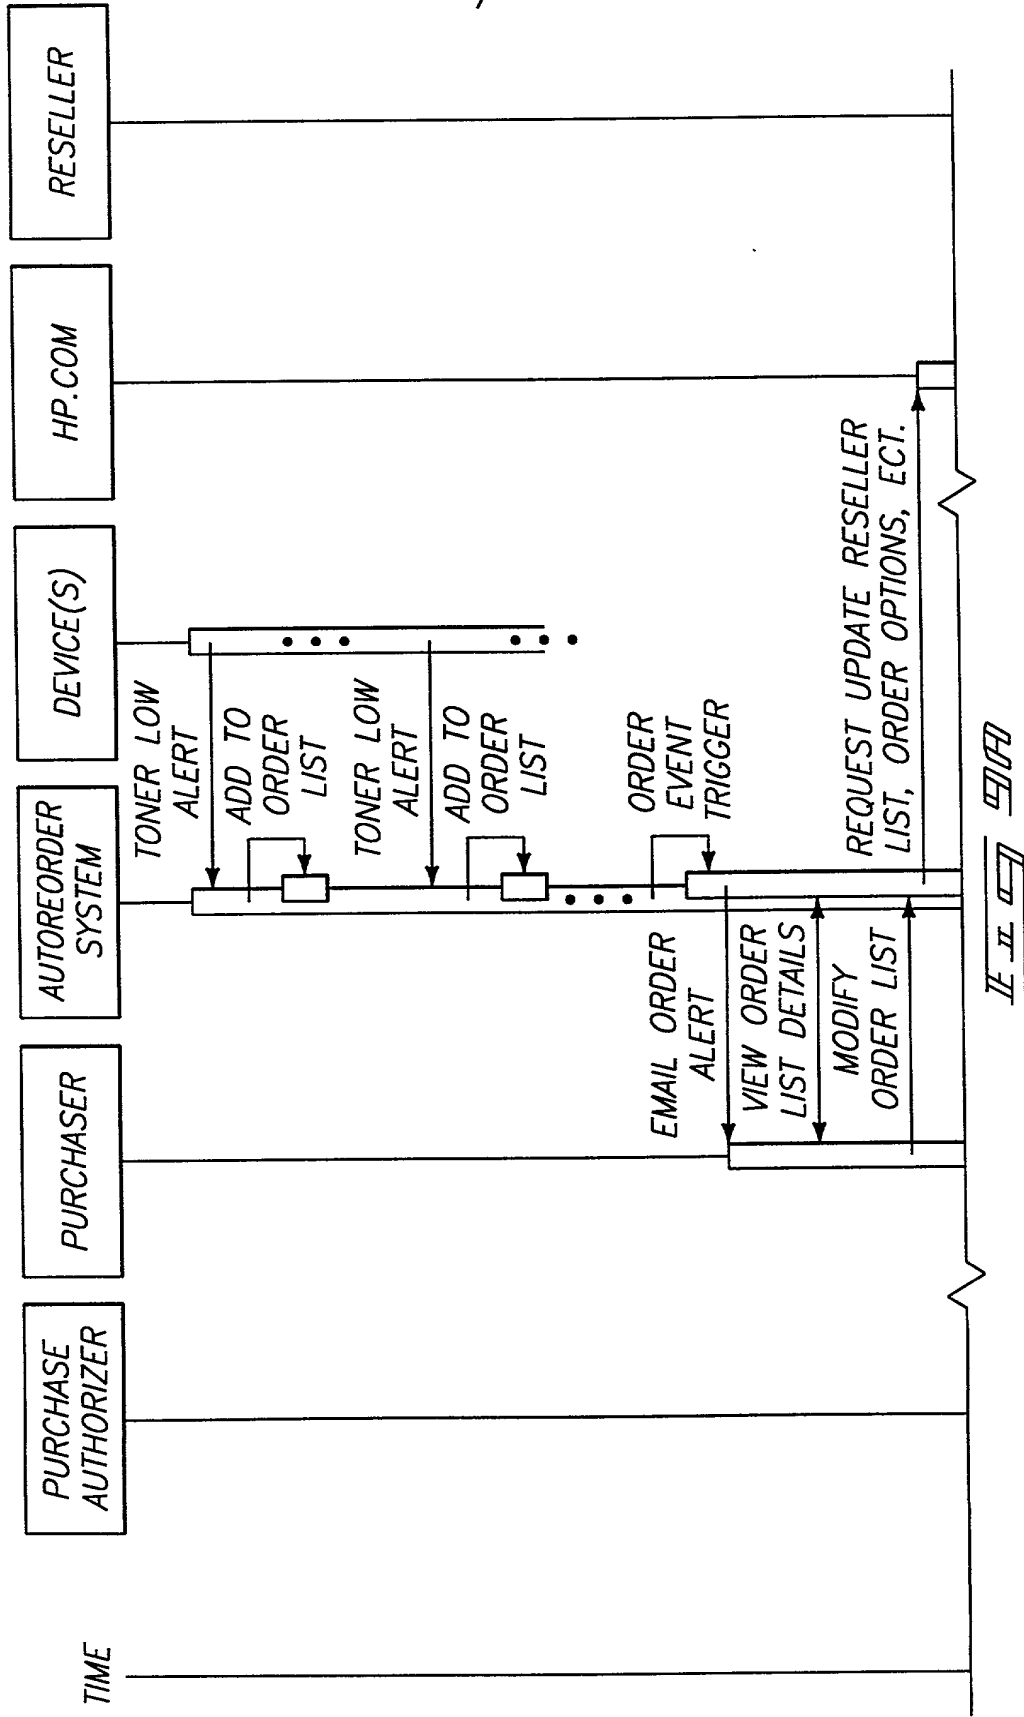 TIME
PURCHASE
AUTHORIZER
PURCHASER
AUTOREORDER
SYSTEM
DEVICE(S)
HP.COM
RESELLER
TONER LOW
ALERT
ADD TO
ORDER
LIST
TONER LOW
ALERT
ADD TO
ORDER
LIST
ORDER
EVENT
TRIGGER
EMAIL ORDER
ALERT
VIEW ORDER
LIST DETAILS
MODIFY
ORDER LIST
REQUEST UPDATE RESELLER
LIST, ORDER OPTIONS, ECT.
FIG 9A